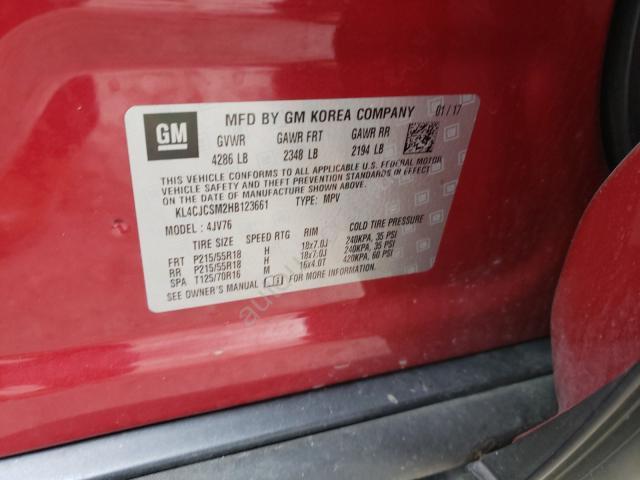 GM
MFD BY GM KOREA COMPANY 01/17
GVWR GAWR FRT GAWR RR
4286 LB 2348 LB 2194 LB
THIS VEHICLE CONFORMS TO ALL APPLICABLE U.S. FEDERAL MOTOR
VEHICLE SAFETY AND THEFT PREVENTION STANDARDS IN EFFECT ON
THE DATE OF MANUFACTURE SHOWN ABOVE.
KL4CJCSM2HB123661 TYPE: MPV
MODEL : 4JV76
TIRE SIZE SPEED RTG RIM COLD TIRE PRESSURE
FRT P215/55R18 H 18x7.0J 240KPA, 35 PSI
RR P215/55R18 H 18x7.0J 240KPA, 35 PSI
SPA T125/70R16 M 16x4.0T 420KPA, 60 PSI
SEE OWNER'S MANUAL FOR MORE INFORMATION.